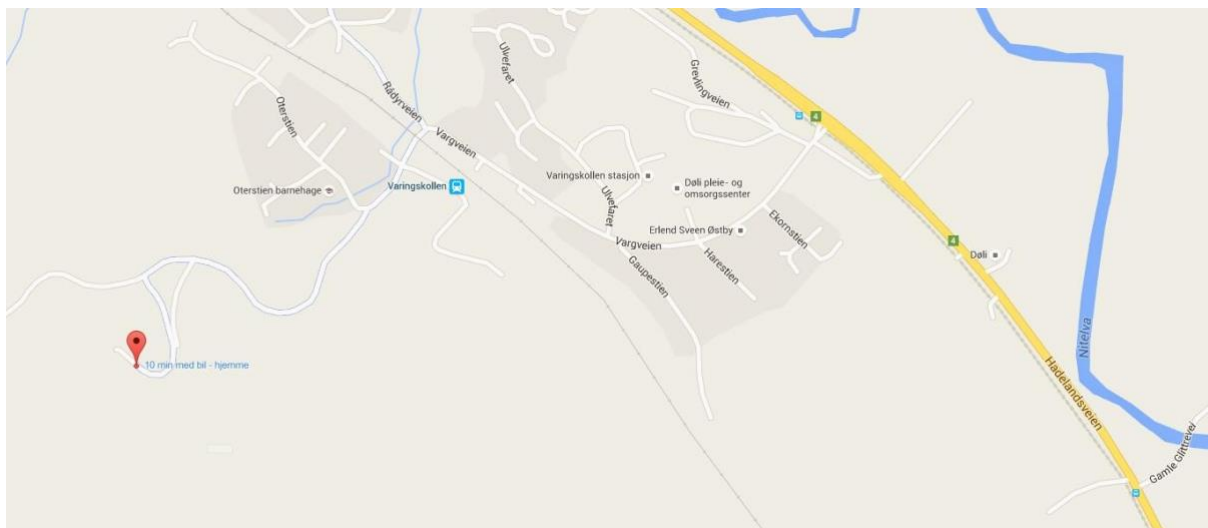 Ulvefaret
Grevlingveien
4
Rådyrveien
Oterstien
Vargveien
Oterstien barnehage
Varingskollen
Varingskollen stasjon
Døli pleie- og
omsorgssenter
Ulvefaret
Erlend Sveen Østby
Ekornstien
Vargveien
Harestien
Gaupestien
4
Døli
Nitelva
10 min med bil - hjemme
Hadelandsveien
Gamle Glittrevei